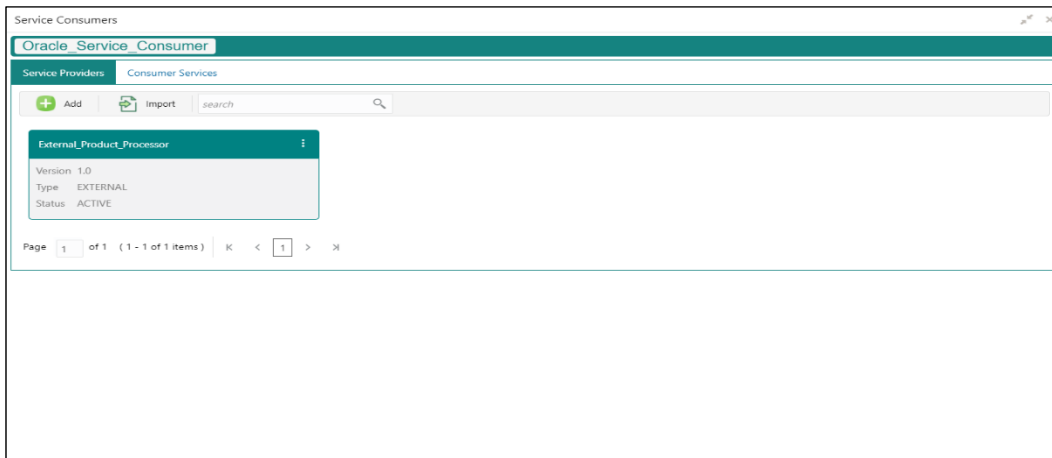 Service Consumers
Oracle_Service_Consumer
Service Providers Consumer Services
Add Import search
External_Product_Processor
Version 1.0
Type EXTERNAL
Status ACTIVE
Page 1 of 1 ( 1 - 1 of 1 items ) 1